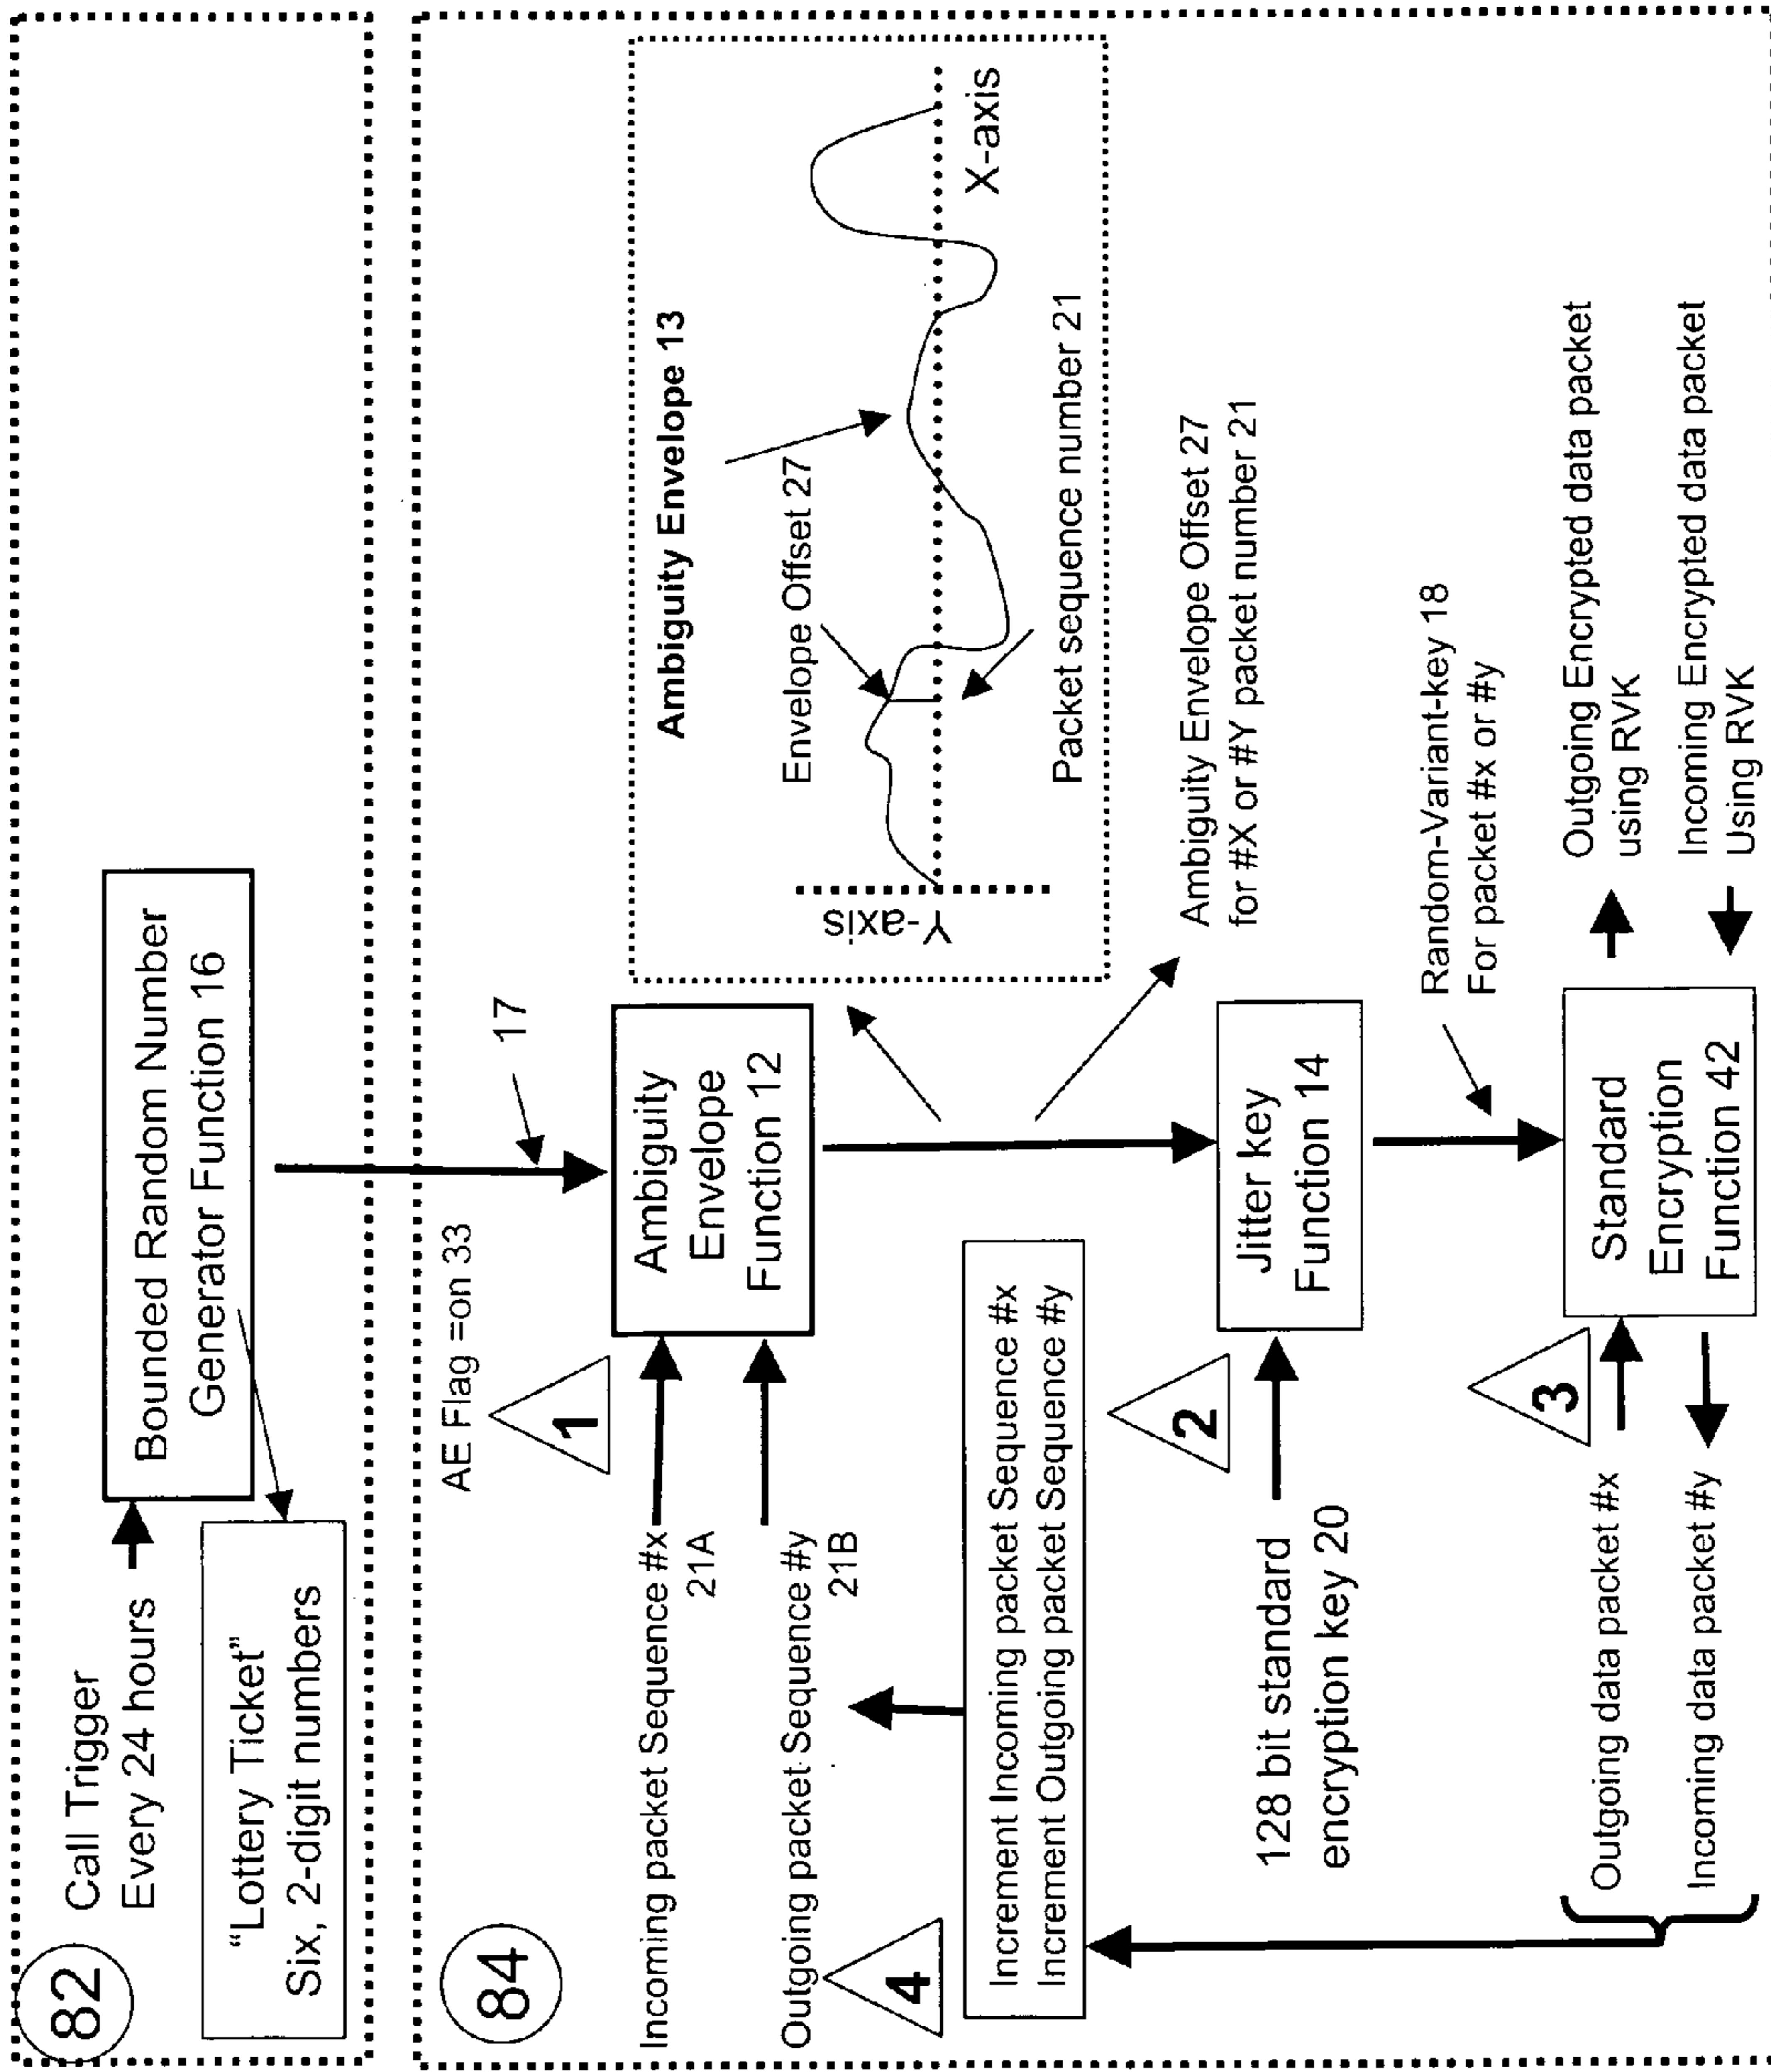 82
Call Trigger
Every 24 hours
Bounded Random Number
Generator Function 16
"Lottery Ticket"
Six, 2-digit numbers
84
AE Flag =on 33
17
1
Incoming packet Sequence #x
21A
Outgoing packet Sequence #y
21B
Ambiguity
Envelope
Function 12
Ambiguity Envelope 13
Envelope Offset 27
Y-axis
X-axis
Packet sequence number 21
4
Increment Incoming packet Sequence #x
Increment Outgoing packet Sequence #y
Ambiguity Envelope Offset 27
for #X or #Y packet number 21
2
128 bit standard
encryption key 20
Jitter key
Function 14
Random-Variant-key 18
For packet #x or #y
3
Outgoing data packet #x
Incoming data packet #y
Standard
Encryption
Function 42
Outgoing Encrypted data packet
using RVK
Incoming Encrypted data packet
Using RVK